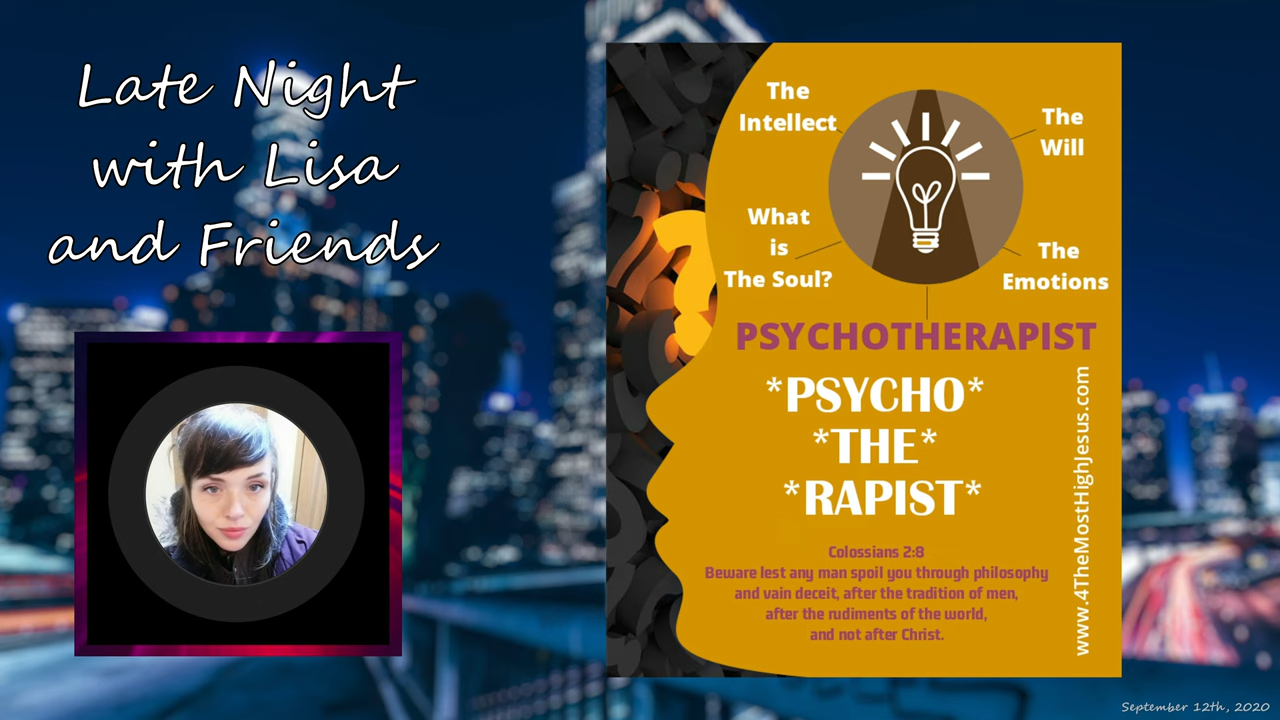 Late Night
with Lisa
and Friends
The
Intellect
The
Will
What
is
The Soul?
The
Emotions
PSYCHOTHERAPIST
*PSYCHO*
*THE*
*RAPIST*
Colossians 2:8
Beware lest any man spoil you through philosophy
and vain deceit, after the tradition of men,
after the rudiments of the world,
and not after Christ.
www.4TheMostHighJesus.com
September 12th, 2020